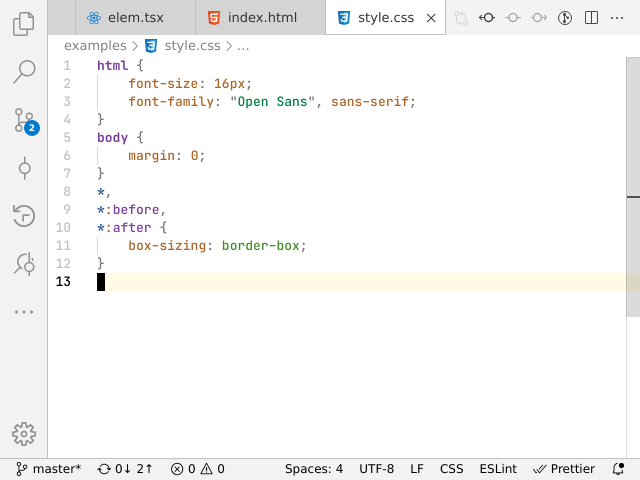 elem.tsx index.html style.css
examples style.css ...
1 html {
2 font-size: 16px;
3 font-family: "Open Sans", sans-serif;
4 }
5 body {
6 margin: 0;
7 }
8 *,
9 *:before,
10 *:after {
11 box-sizing: border-box;
12 }
13
2
master* 0↓ 2↑ 0 0 Spaces: 4 UTF-8 LF CSS ESLint Prettier